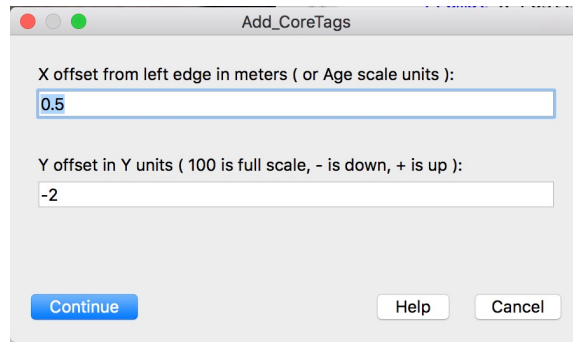 Add_CoreTags
X offset from left edge in meters ( or Age scale units ):
0.5
Y offset in Y units ( 100 is full scale, - is down, + is up ):
-2
Continue Help Cancel